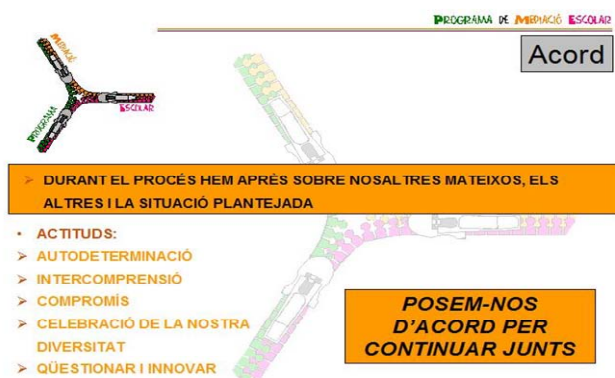 PROGRAMA DE MEDIACIÓ ESCOLAR
Acord
MEDIACIÓ
ESCOLAR
PROGRAMA
➢ DURANT EL PROCÉS HEM APRÈS SOBRE NOSALTRES MATEIXOS, ELS
ALTRES I LA SITUACIÓ PLANTEJADA
• ACTITUDS:
➢ AUTODETERMINACIÓ
➢ INTERCOMPRENSIÓ
➢ COMPROMÍS
➢ CELEBRACIÓ DE LA NOSTRA
DIVERSITAT
➢ QÜESTIONAR I INNOVAR
POSEM-NOS
D'ACORD PER
CONTINUAR JUNTS